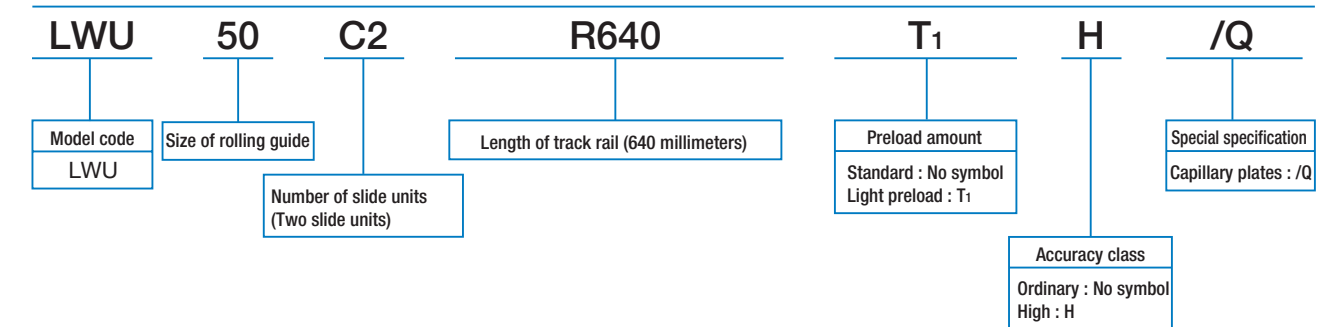 LWU 50 C2 R640 T1 H /Q
Model code
LWU
Size of rolling guide
Number of slide units
(Two slide units)
Length of track rail (640 millimeters)
Preload amount
Standard : No symbol
Light preload : T1
Accuracy class
Ordinary : No symbol
High : H
Special specification
Capillary plates : /Q